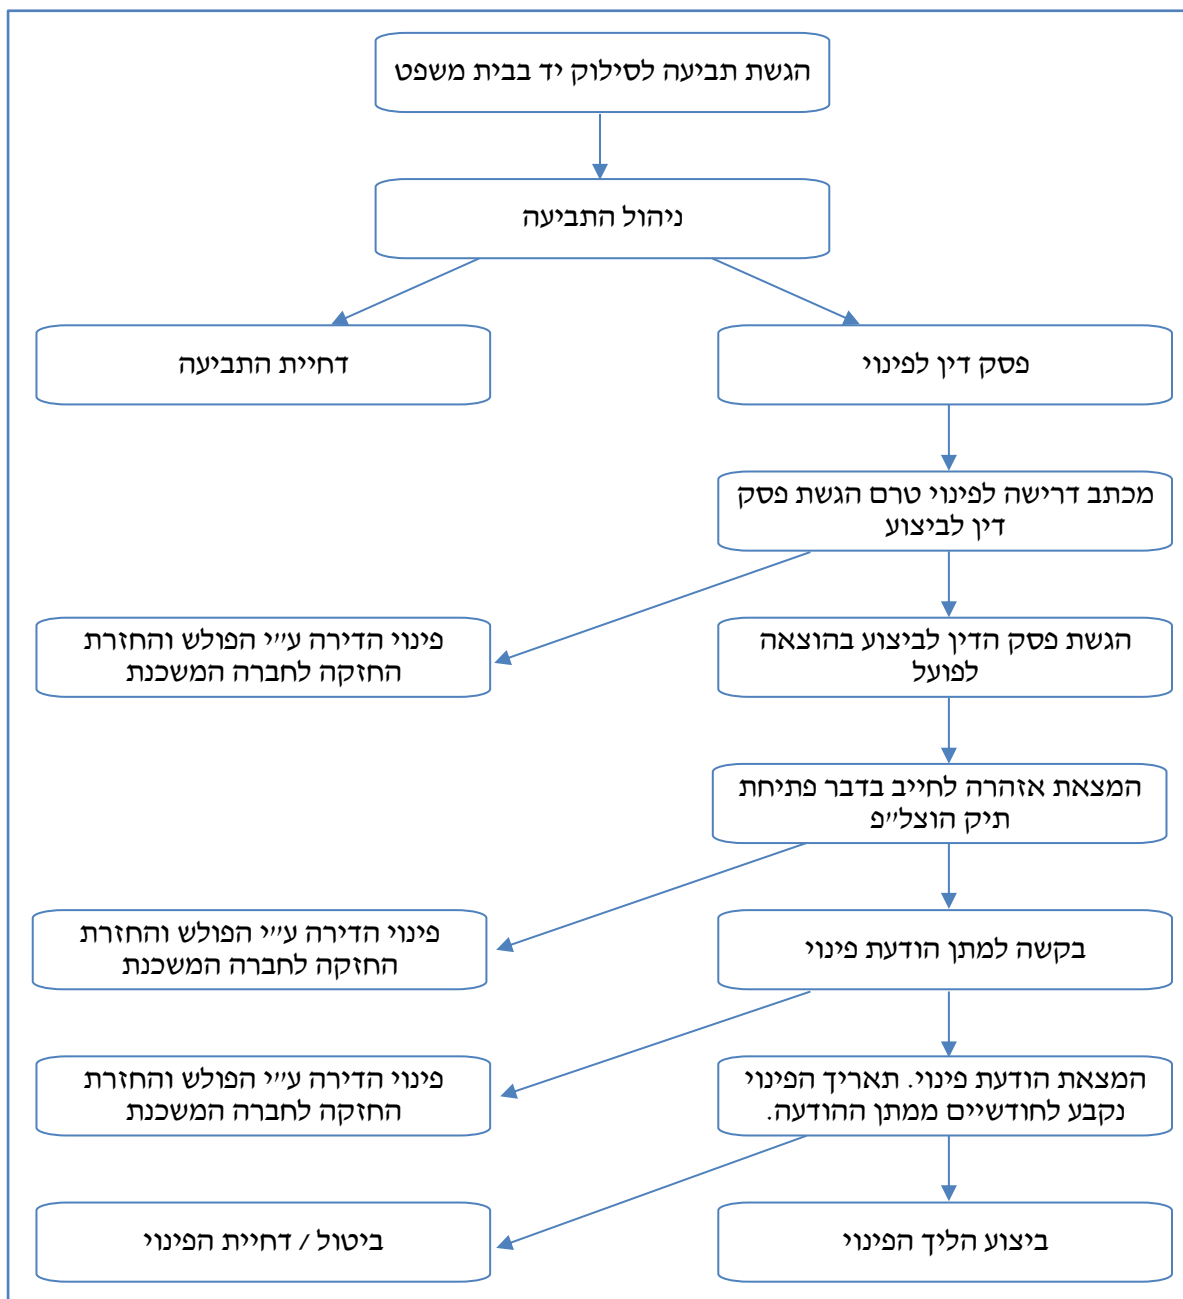 הגשת תביעה לסילוק יד בבית משפט
ניהול התביעה
פסק דין לפינוי
דחיית התביעה
מכתב דרישה לפינוי טרם הגשת פסק
דין לביצוע
הגשת פסק הדין לביצוע בהוצאה
לפועל
פינוי הדירה ע״י הפולש והחזרת
החזקה לחברה המשכנת
המצאת אזהרה לחייב בדבר פתיחת
תיק הוצל״פ
בקשה למתן הודעת פינוי
פינוי הדירה ע״י הפולש והחזרת
החזקה לחברה המשכנת
המצאת הודעת פינוי. תאריך הפינוי
נקבע לחודשיים ממתן ההודעה.
פינוי הדירה ע״י הפולש והחזרת
החזקה לחברה המשכנת
ביצוע הליך הפינוי
ביטול / דחיית הפינוי